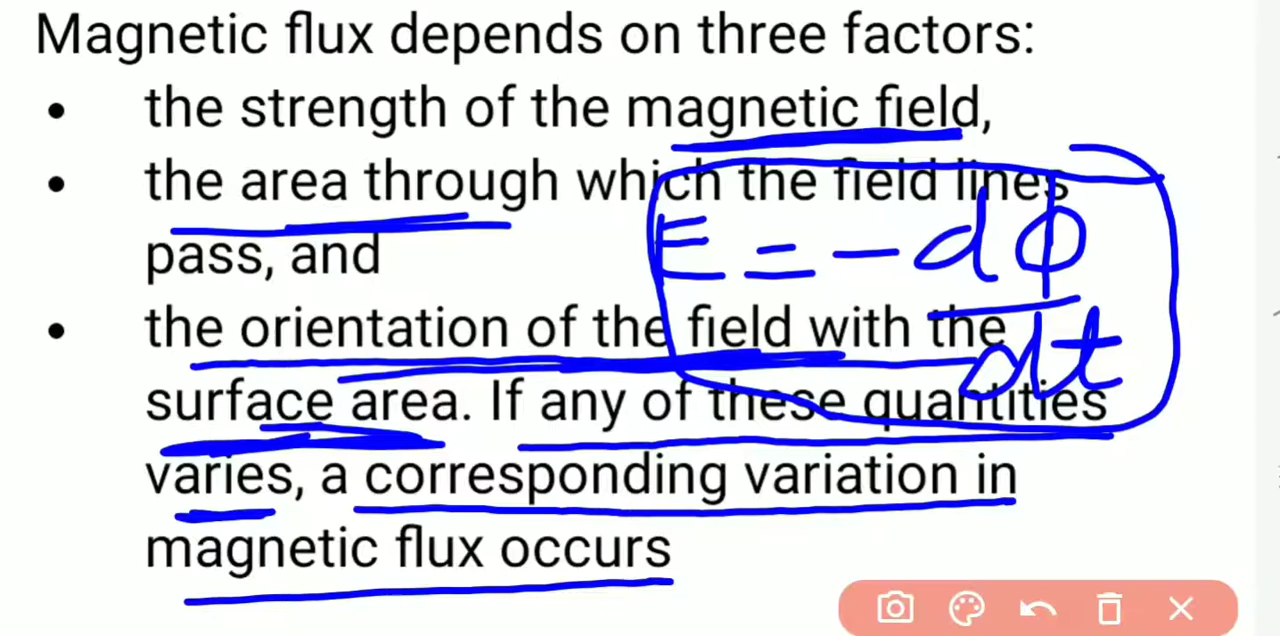 Magnetic flux depends on three factors:
• the strength of the magnetic field,
• the area through which the field lines
pass, and
E = - dϕ
dt
• the orientation of the field with the
surface area. If any of these quantities
varies, a corresponding variation in
magnetic flux occurs